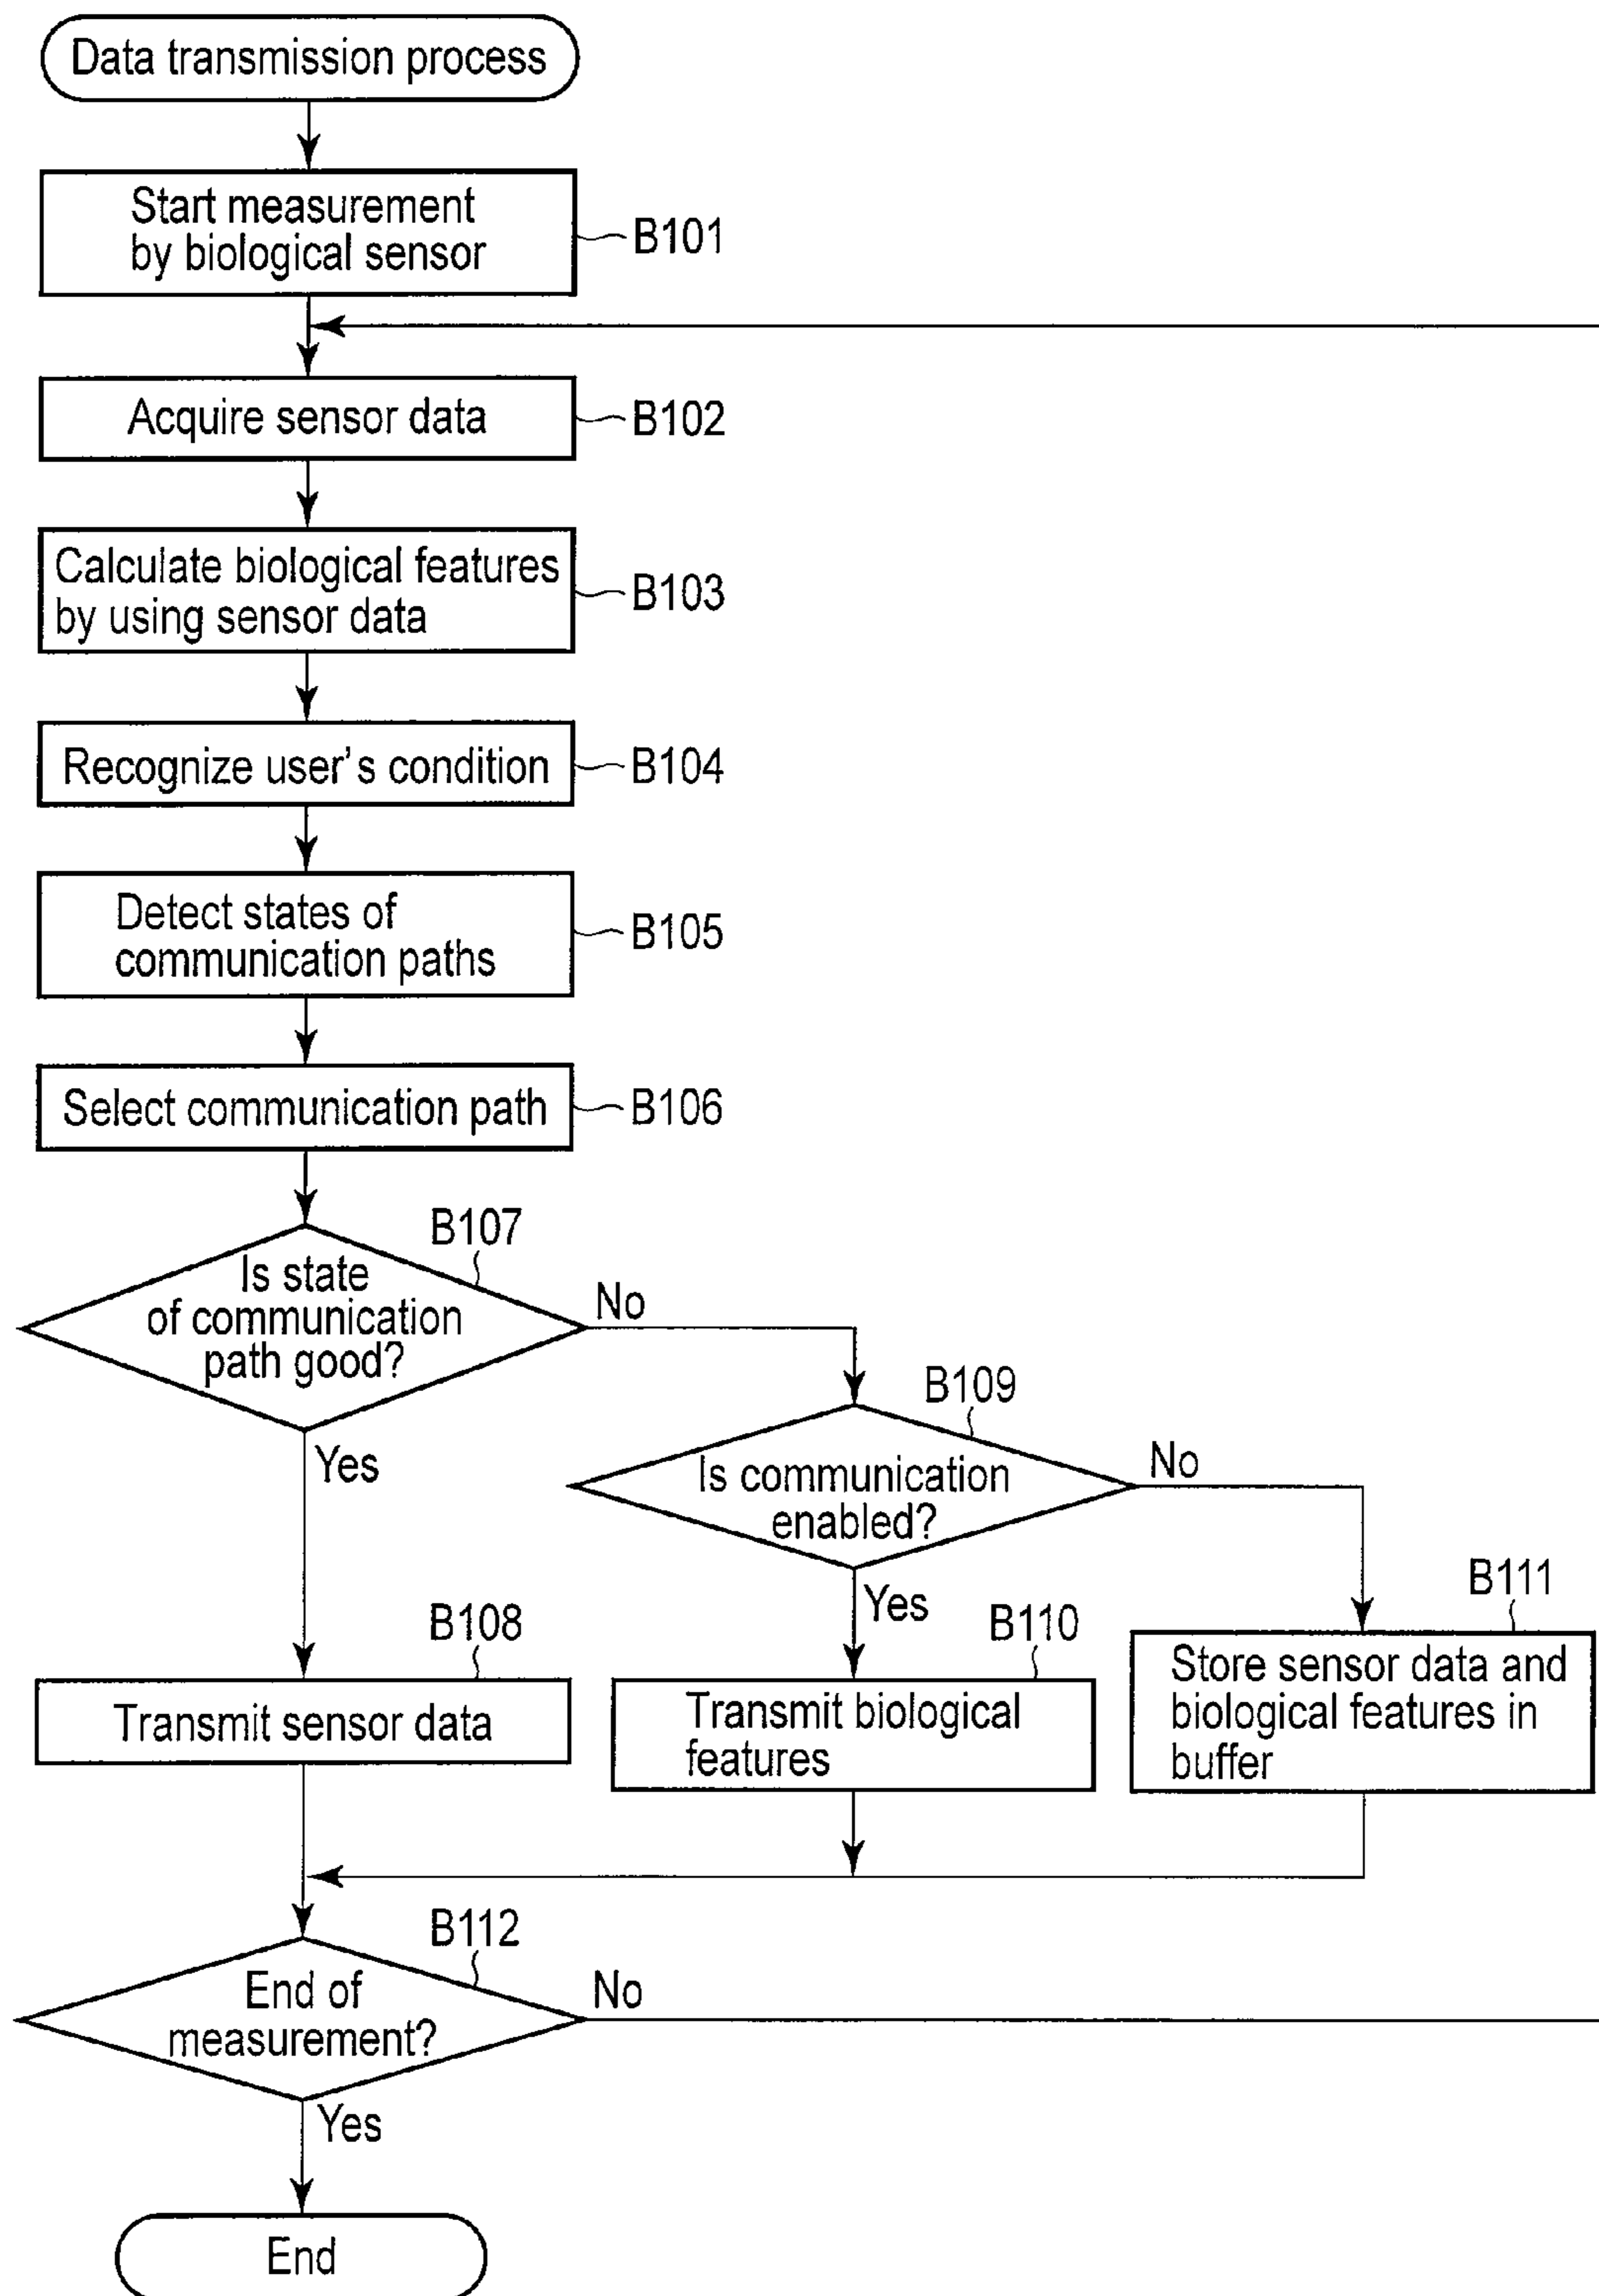 Data transmission process
Start measurement
by biological sensor
B101
Acquire sensor data
B102
Calculate biological features
by using sensor data
B103
Recognize user's condition
B104
Detect states of
communication paths
B105
Select communication path
B106
B107
Is state
of communication
path good?
No
Yes
B109
Is communication
enabled?
No
Yes
B108
Transmit sensor data
B110
Transmit biological
features
B111
Store sensor data and
biological features in
buffer
B112
End of
measurement?
No
Yes
End